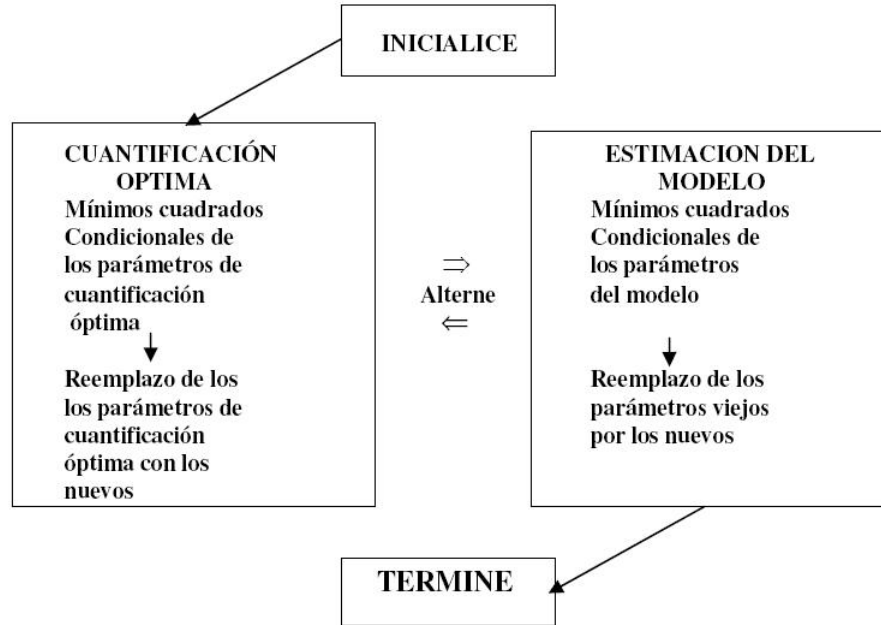 INICIALICE
CUANTIFICACIÓN
OPTIMA
Mínimos cuadrados
Condicionales de
los parámetros de
cuantificación
óptima
Reemplazo de los
los parámetros de
cuantificación
óptima con los
nuevos
⇒
Alterne
⇐
ESTIMACION DEL
MODELO
Mínimos cuadrados
Condicionales de
los parámetros
del modelo
Reemplazo de los
parámetros viejos
por los nuevos
TERMINE